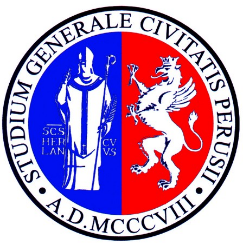 STUDIUM GENERALE CIVITATIS PERUSII
• A.D. MCCCVIII •
SCS
HER CV
LAN VS